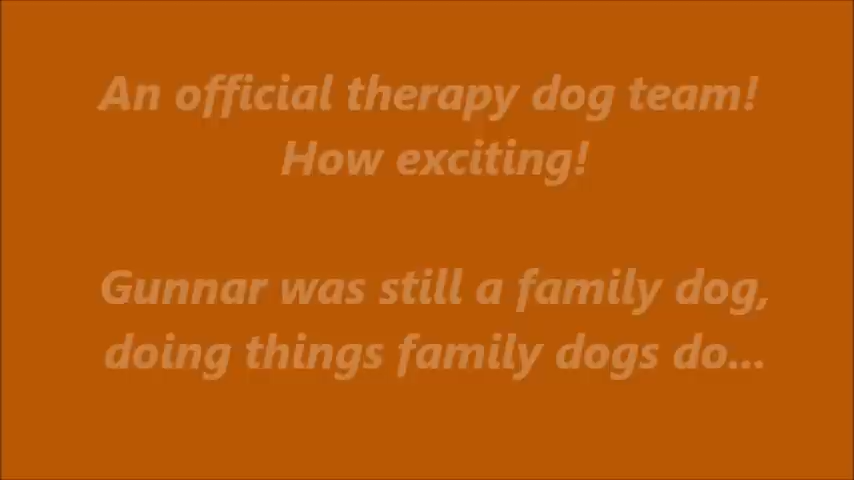 An official therapy dog team!
How exciting!
Gunnar was still a family dog,
doing things family dogs do...